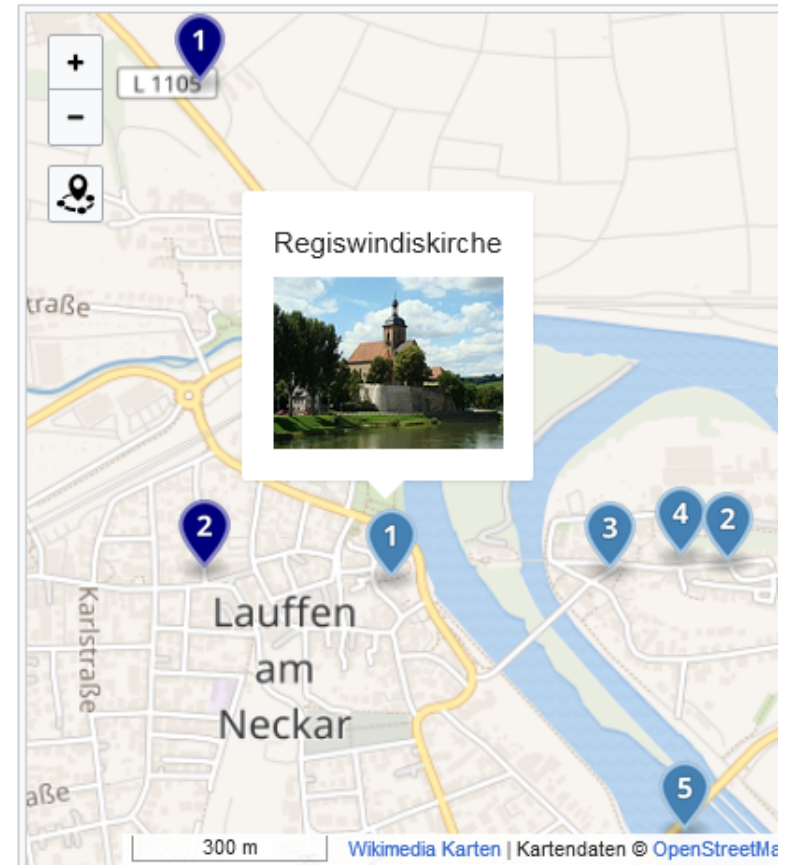 1
+
L 1105
−
Regiswindiskirche
traße
2
1
3
4
2
Karlstraße
Lauffen
am
Neckar
5
aße
300 m
Wikimedia Karten | Kartendaten © OpenStreetMa